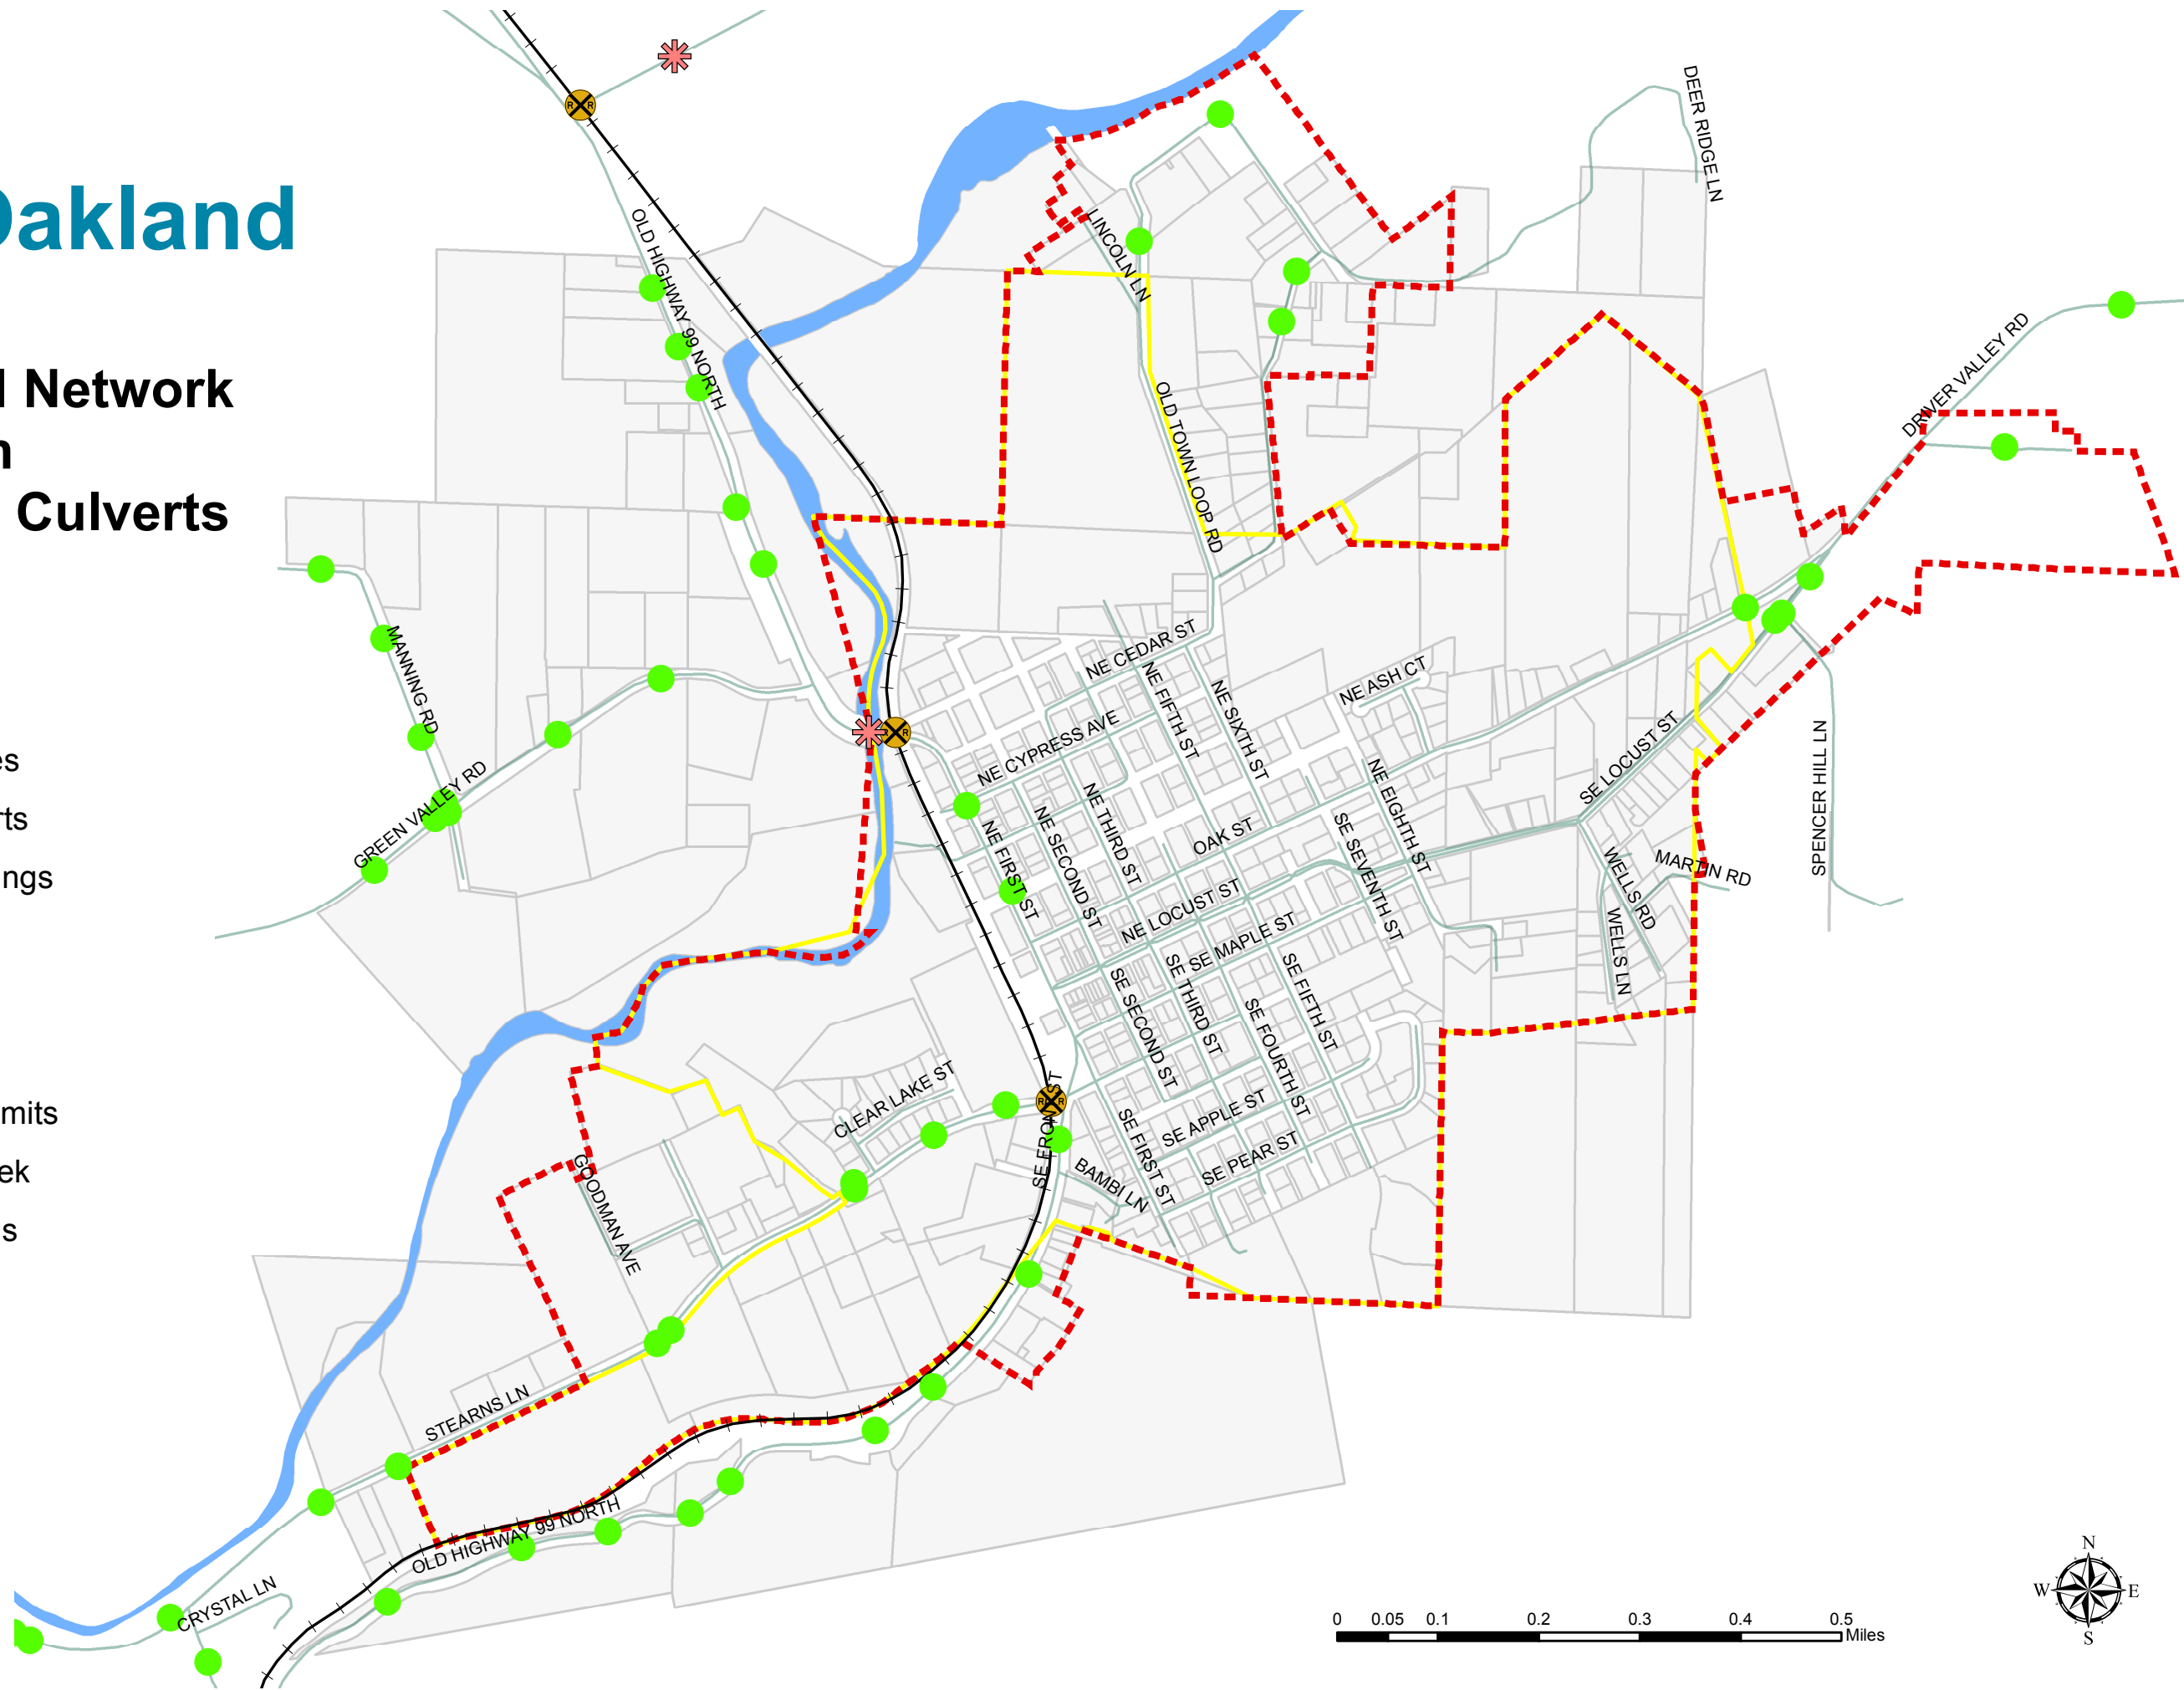 Oakland
l Network
n
Culverts
es
rts
ngs
mits
ek
s
DEER RIDGE LN
OLD HIGHWAY 99 NORTH
LINCOLN LN
DRIVER VALLEY RD
OLD TOWN LOOP RD
MANNING RD
NE CEDAR ST
NE FIFTH ST
NE SIXTH ST
NE ASH CT
NE CYPRESS AVE
SE LOCUST ST
SPENCER HILL LN
GREEN VALLEY RD
NE FIRST ST
NE SECOND ST
NE THIRD ST
OAK ST
NE EIGHTH ST
SE SEVENTH ST
WELLS RD
MARTIN RD
WELLS LN
NE LOCUST ST
SE MAPLE ST
SE SECOND ST
SE THIRD ST
SE FOURTH ST
SE FIFTH ST
CLEAR LAKE ST
SE FRONT ST
R R
R R
R
SE FIRST ST
SE APPLE ST
SE PEAR ST
BAMBI LN
GOODMAN AVE
STEARNS LN
OLD HIGHWAY 99 NORTH
CRYSTAL LN
0 0.05 0.1 0.2 0.3 0.4 0.5
Miles
N
W E
S